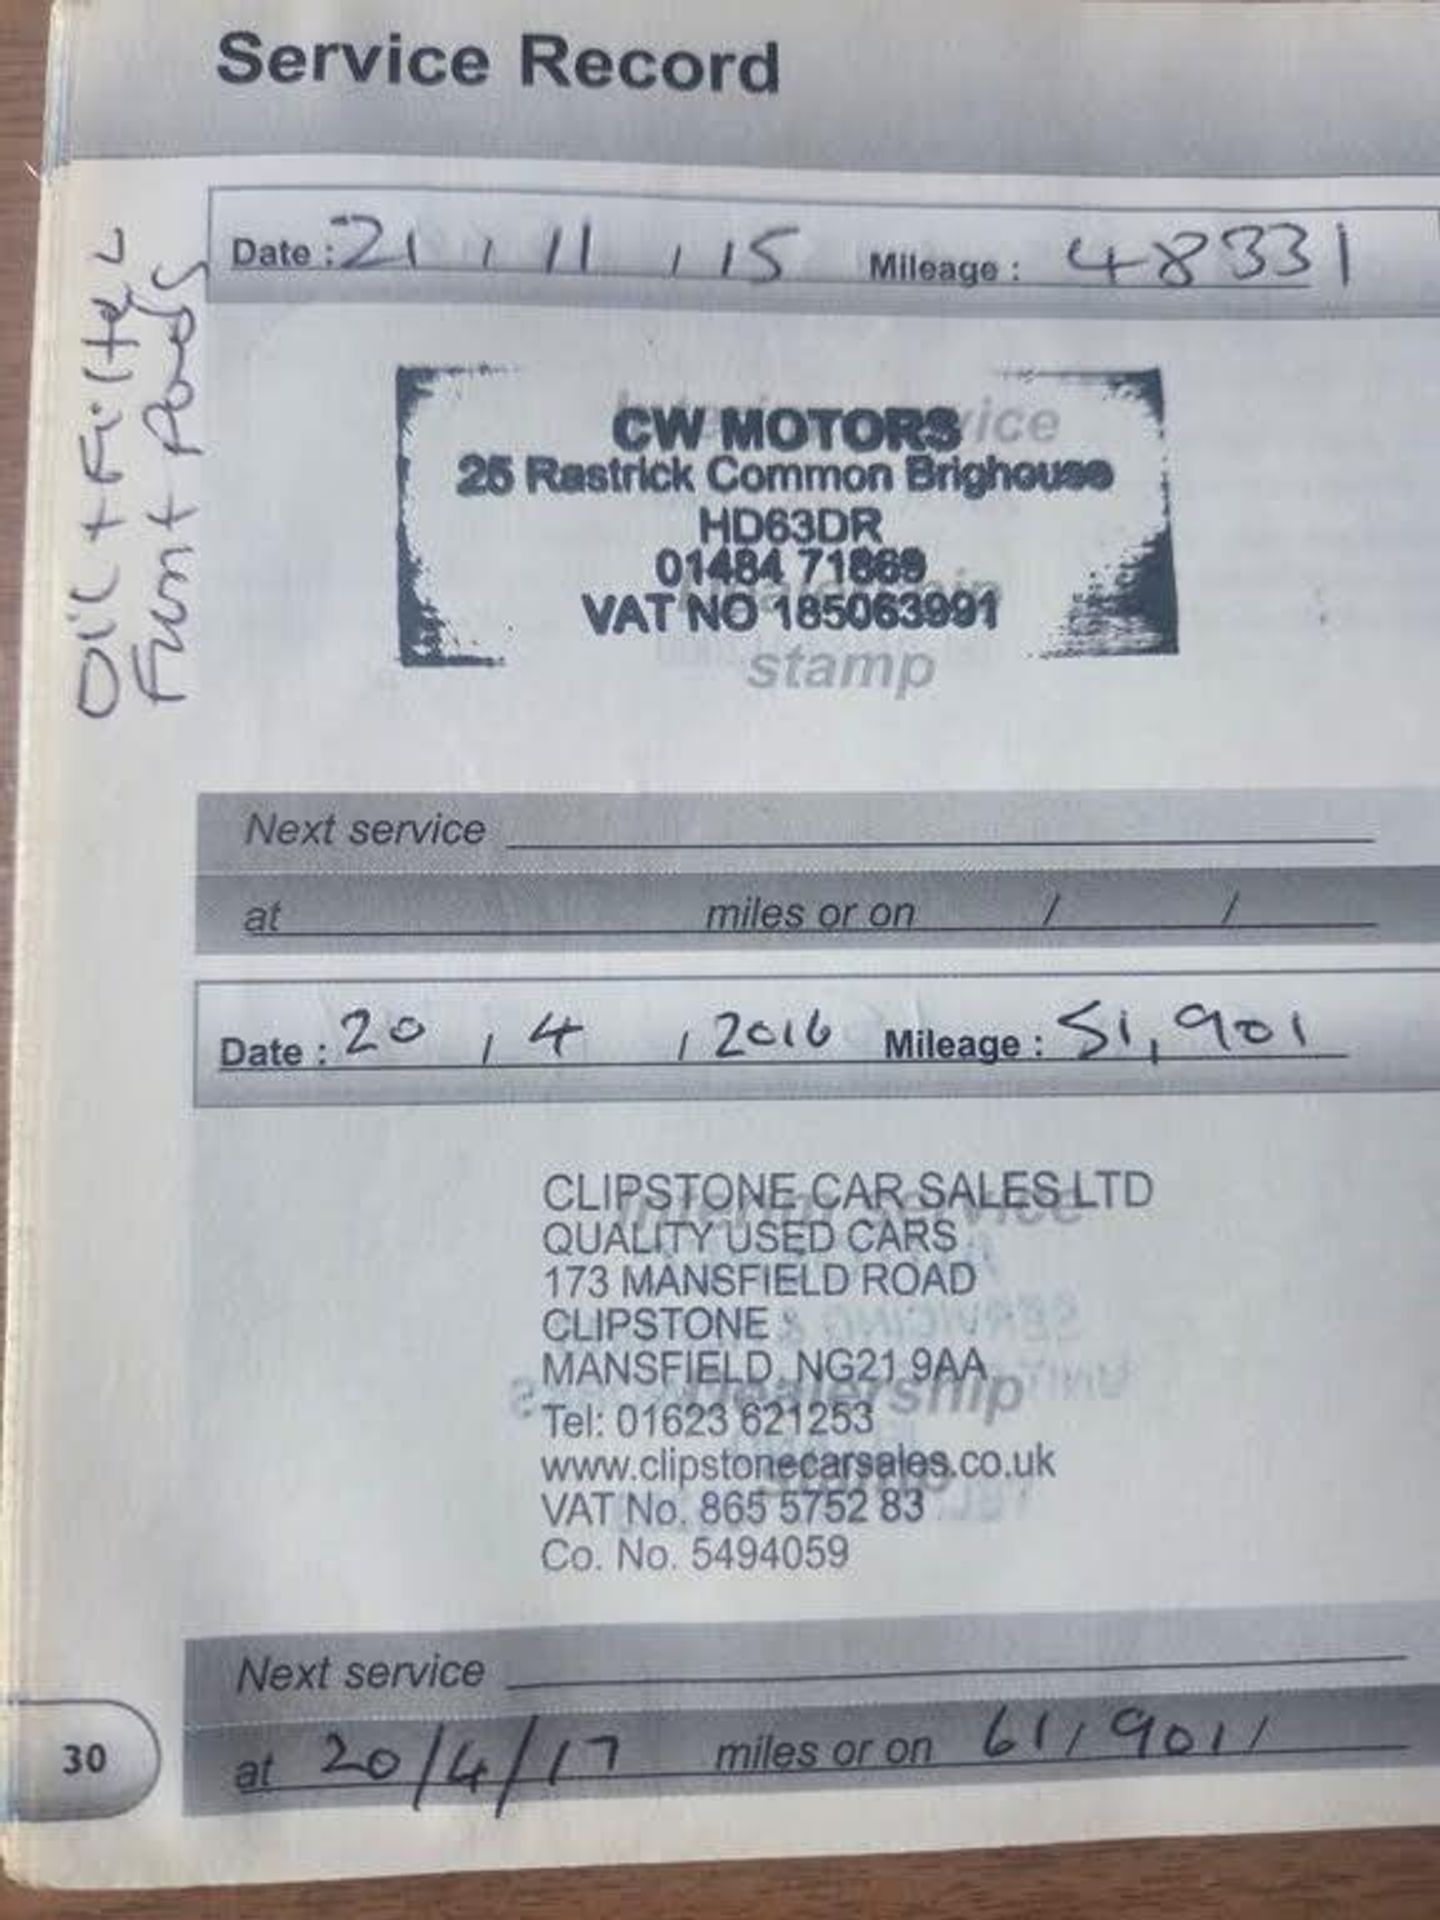 Service Record
Oil + Filter
Front Pads
Date : 21 / 11 / 15 Mileage : 48331
CW MOTORS
25 Rastrick Common Brighouse
HD63DR
01484 71869
VAT NO 185063991
stamp
Next service
at miles or on / /
Date : 20 / 4 / 2016 Mileage : 51,901
CLIPSTONE CAR SALES LTD
QUALITY USED CARS
173 MANSFIELD ROAD
CLIPSTONE
MANSFIELD NG21 9AA
Dealership
Tel: 01623 621253
www.clipstonecarsales.co.uk
VAT No. 865 5752 83
Co. No. 5494059
Next service
at 20/4/17 miles or on 61,901/
30